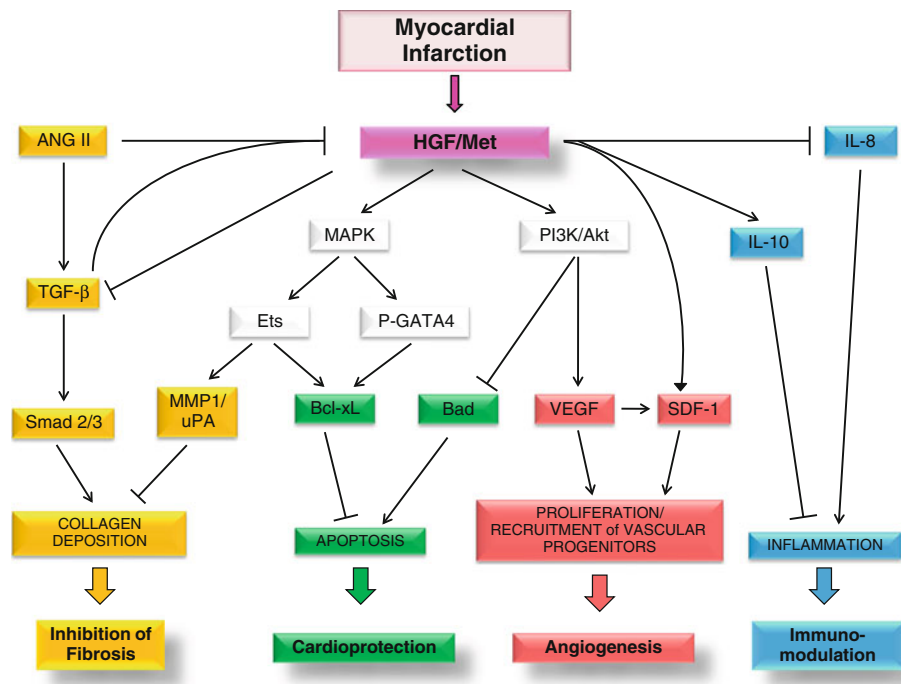 Myocardial
Infarction
ANG II
HGF/Met
IL-8
MAPK
PI3K/Akt
IL-10
TGF-β
Ets
P-GATA4
MMP1/
uPA
Smad 2/3
Bcl-xL
Bad
VEGF
SDF-1
COLLAGEN
DEPOSITION
APOPTOSIS
PROLIFERATION/
RECRUITMENT of VASCULAR
PROGENITORS
INFLAMMATION
Inhibition of
Fibrosis
Cardioprotection
Angiogenesis
Immuno-
modulation